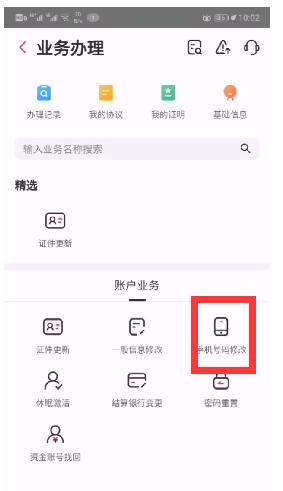 10:02
业务办理
办理记录 我的协议 我的证明 基础信息
输入业务名称搜索
精选
证件更新
账户业务
证件更新 一般信息修改 手机号码修改
休眠激活 结算银行变更 密码重置
资金账号找回